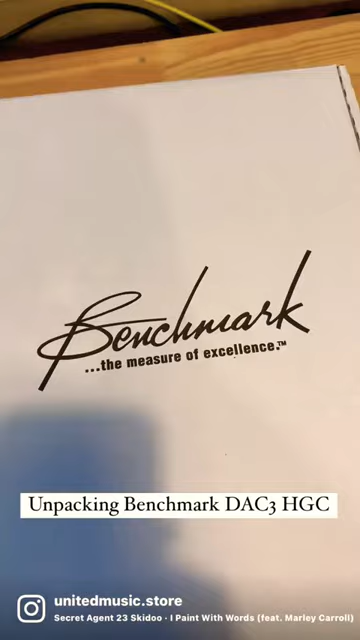 Benchmark
...the measure of excellence.™
Unpacking Benchmark DAC3 HGC
unitedmusic.store
Secret Agent 23 Skidoo · I Paint With Words (feat. Marley Carroll)